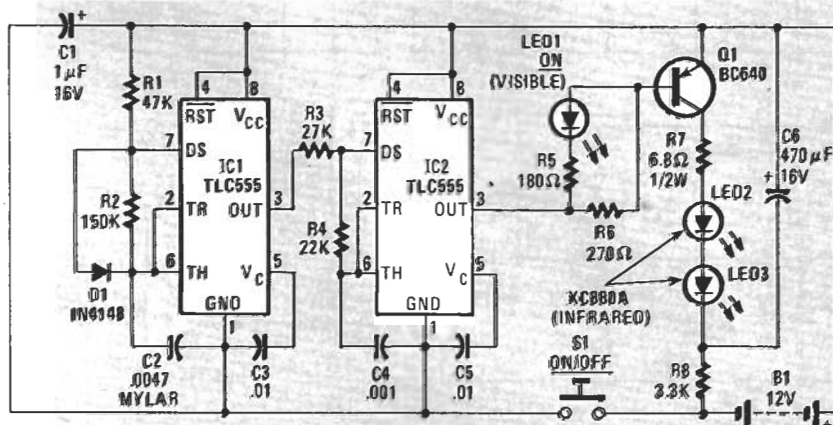 C1
1µF
16V
R1
47K
4
8
RST
VCC
7
DS
IC1
TLC555
R2
150K
2
TR
OUT
3
6
TH
VC
5
GND
1
D1
1N4148
C2
.0047
MYLAR
C3
.01
R3
27K
R4
22K
4
8
RST
VCC
7
DS
IC2
TLC555
2
TR
OUT
3
6
TH
VC
5
GND
1
C4
.001
C5
.01
LED1
ON
(VISIBLE)
R5
180Ω
R6
270Ω
Q1
BC640
R7
6.8Ω
1/2W
C6
470µF
+
16V
LED2
LED3
XC880A
(INFRARED)
S1
ON/OFF
R8
3.3K
B1
12V
+
+